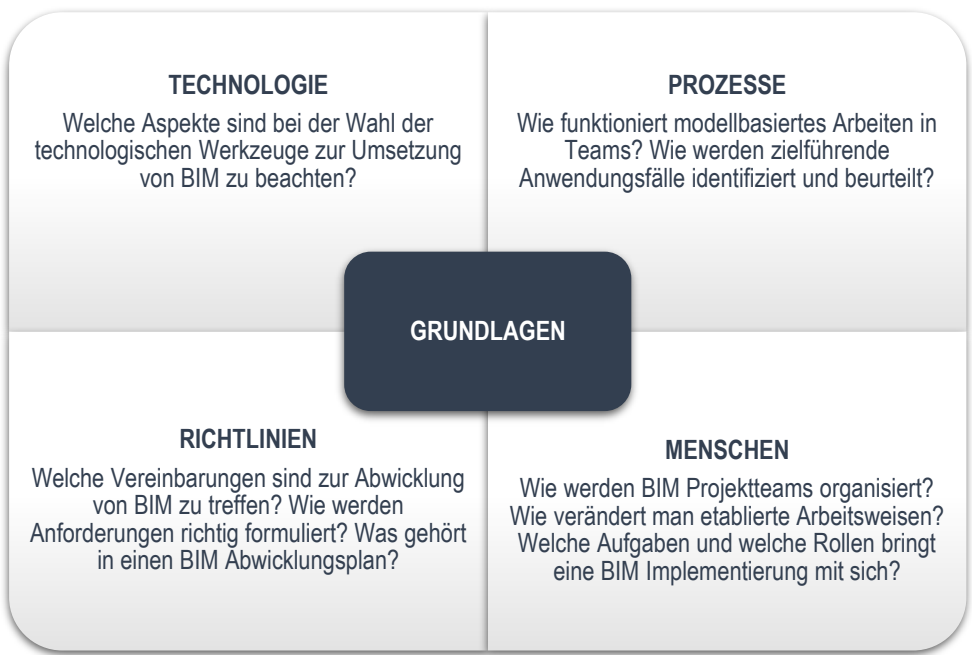 TECHNOLOGIE
Welche Aspekte sind bei der Wahl der
technologischen Werkzeuge zur Umsetzung
von BIM zu beachten?
PROZESSE
Wie funktioniert modellbasiertes Arbeiten in
Teams? Wie werden zielführende
Anwendungsfälle identifiziert und beurteilt?
GRUNDLAGEN
RICHTLINIEN
Welche Vereinbarungen sind zur Abwicklung
von BIM zu treffen? Wie werden
Anforderungen richtig formuliert? Was gehört
in einen BIM Abwicklungsplan?
MENSCHEN
Wie werden BIM Projektteams organisiert?
Wie verändert man etablierte Arbeitsweisen?
Welche Aufgaben und welche Rollen bringt
eine BIM Implementierung mit sich?